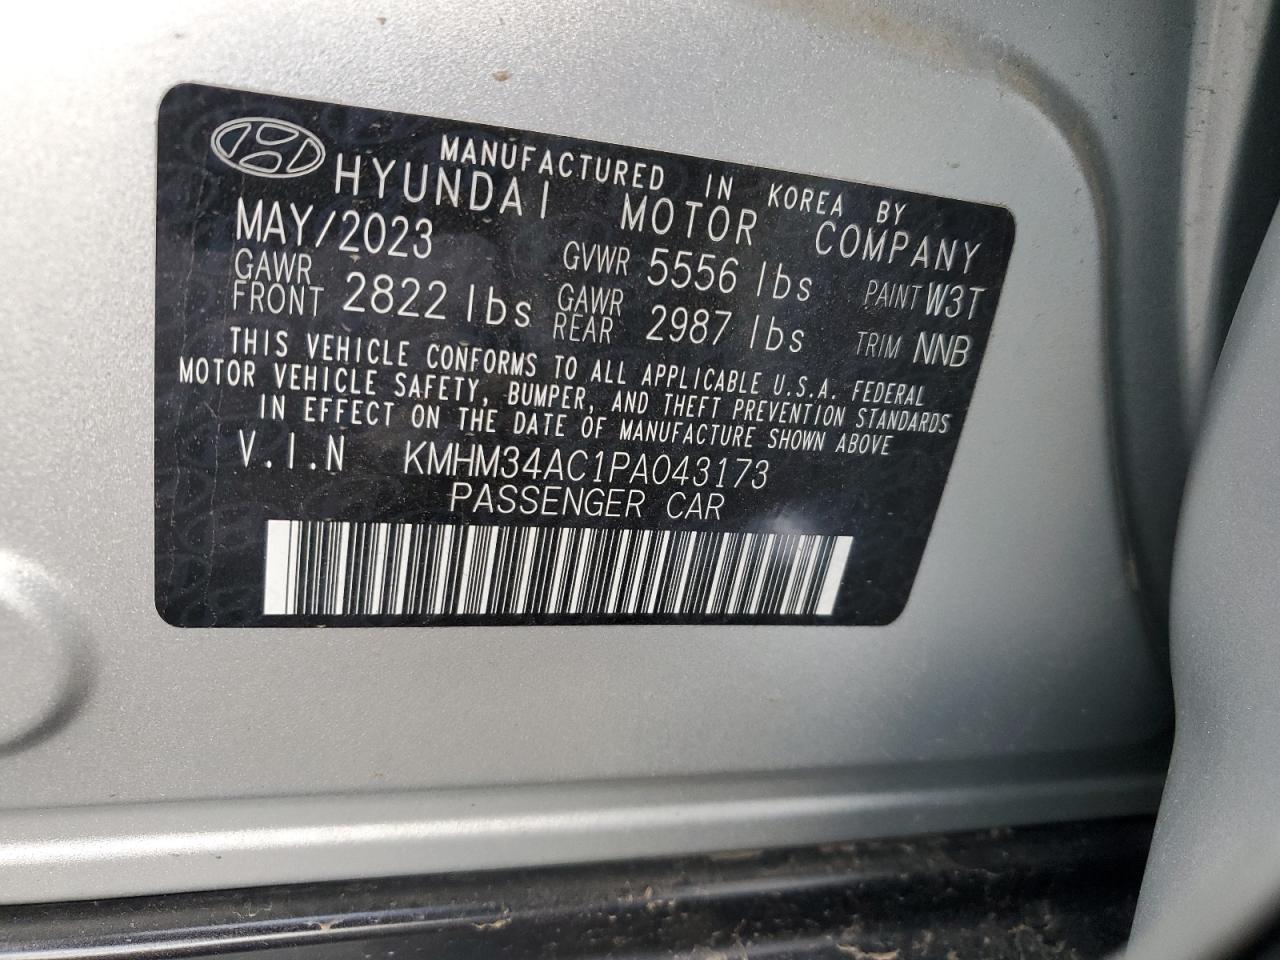 MANUFACTURED IN KOREA BY
HYUNDAI MOTOR COMPANY
MAY/2023 GVWR 5556 lbs PAINT W3T
GAWR FRONT 2822 lbs GAWR REAR 2987 lbs TRIM NNB
THIS VEHICLE CONFORMS TO ALL APPLICABLE U.S.A. FEDERAL
MOTOR VEHICLE SAFETY, BUMPER, AND THEFT PREVENTION STANDARDS
IN EFFECT ON THE DATE OF MANUFACTURE SHOWN ABOVE
V.I.N KMHM34AC1PA043173
PASSENGER CAR